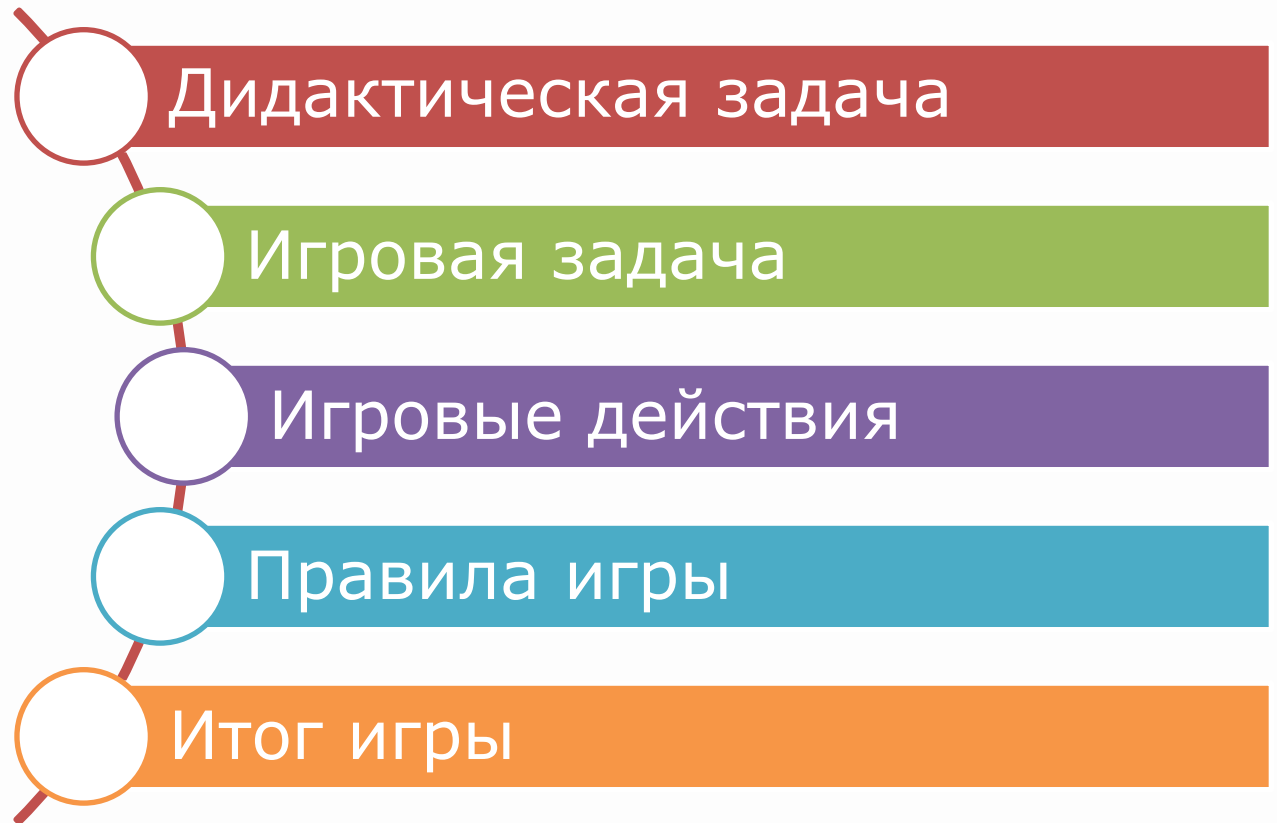 Дидактическая задача
Игровая задача
Игровые действия
Правила игры
Итог игры